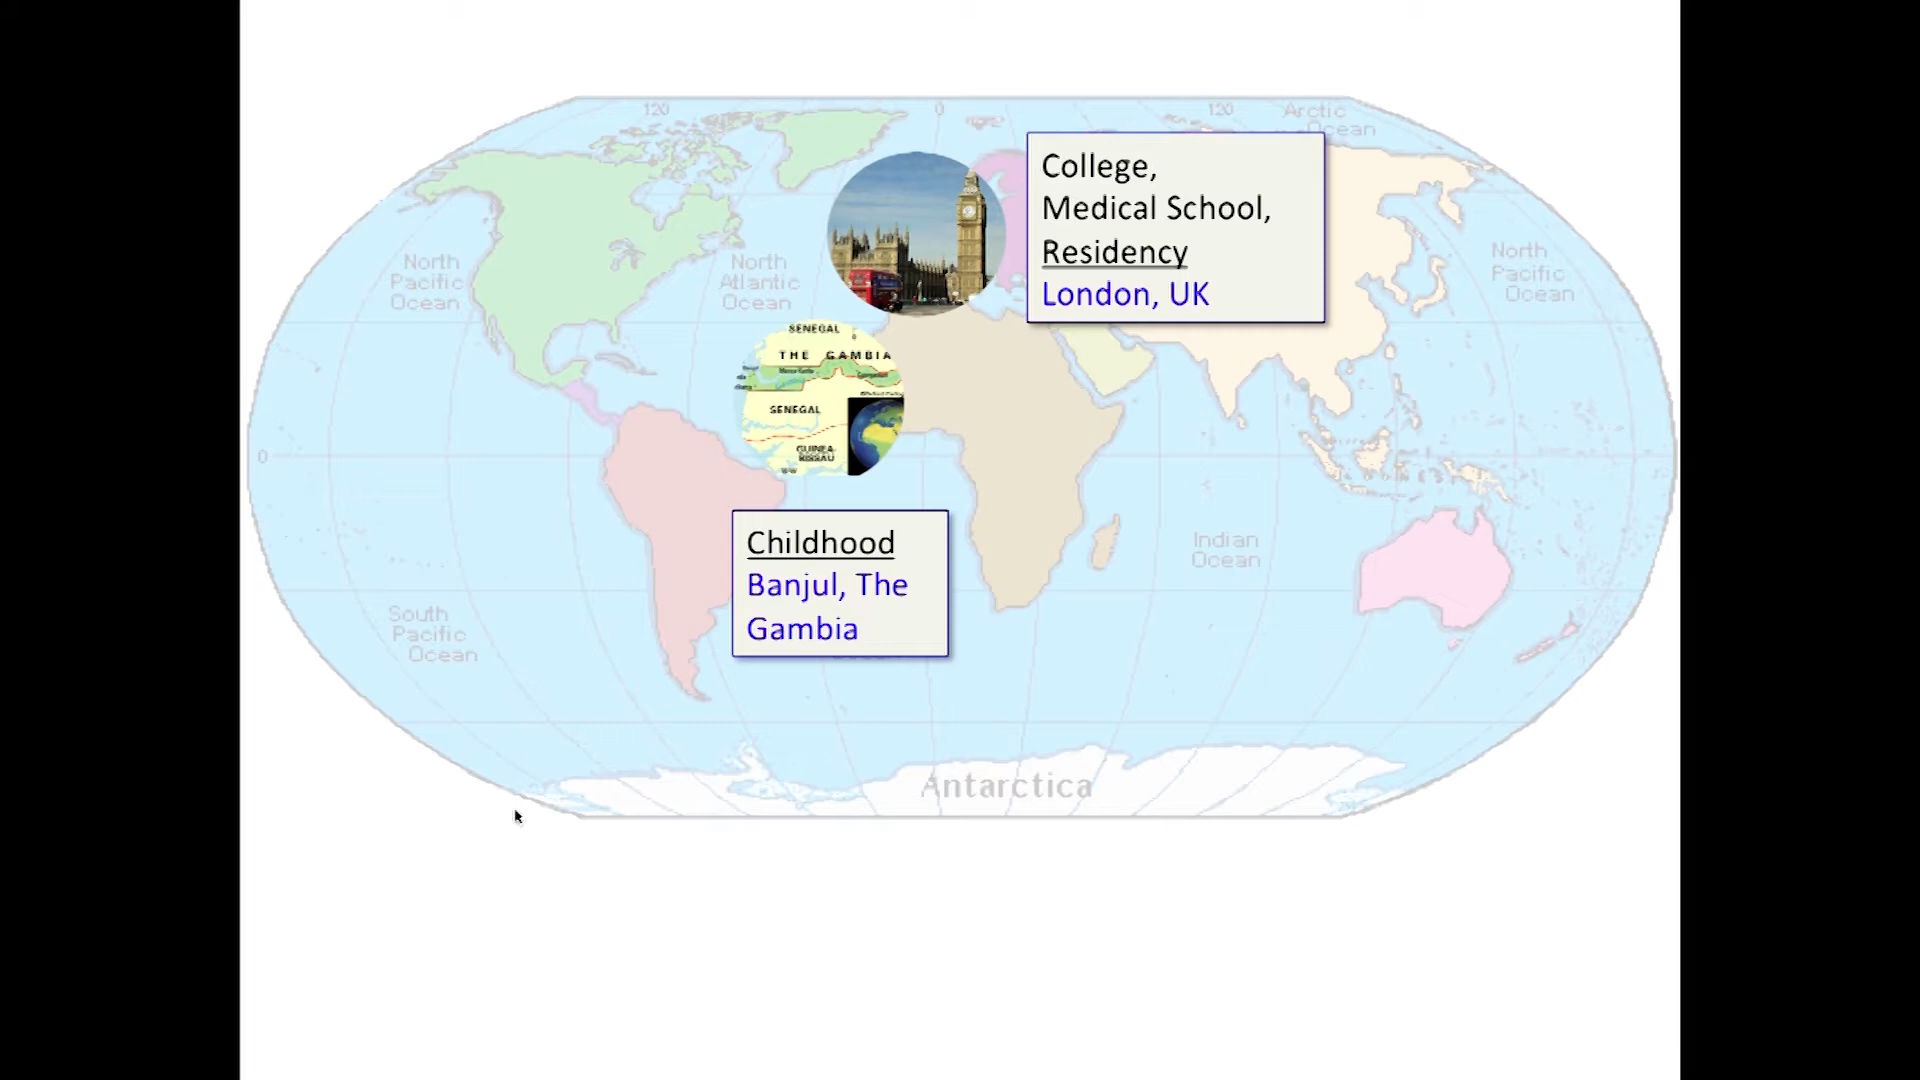 120
0
120
Arctic
Ocean
College,
Medical School,
Residency
London, UK
North
Pacific
Ocean
North
Atlantic
Ocean
North
Pacific
Ocean
SENEGAL
THE GAMBIA
SENEGAL
GUINEA-
BISSAU
0
Childhood
Banjul, The
Gambia
Indian
Ocean
South
Pacific
Ocean
Antarctica